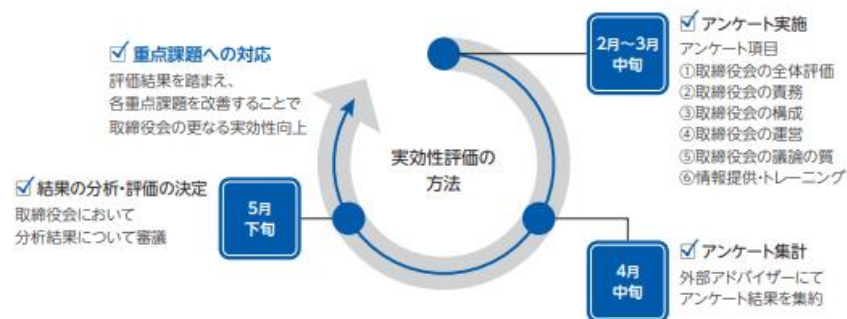 2月～3月
中旬
アンケート実施
アンケート項目
①取締役会の全体評価
②取締役会の責務
③取締役会の構成
④取締役会の運営
⑤取締役会の議論の質
⑥情報提供・トレーニング
実効性評価の
方法
4月
中旬
アンケート集計
外部アドバイザーにて
アンケート結果を集約
5月
下旬
結果の分析・評価の決定
取締役会において
分析結果について審議
重点課題への対応
評価結果を踏まえ、
各重点課題を改善することで
取締役会の更なる実効性向上